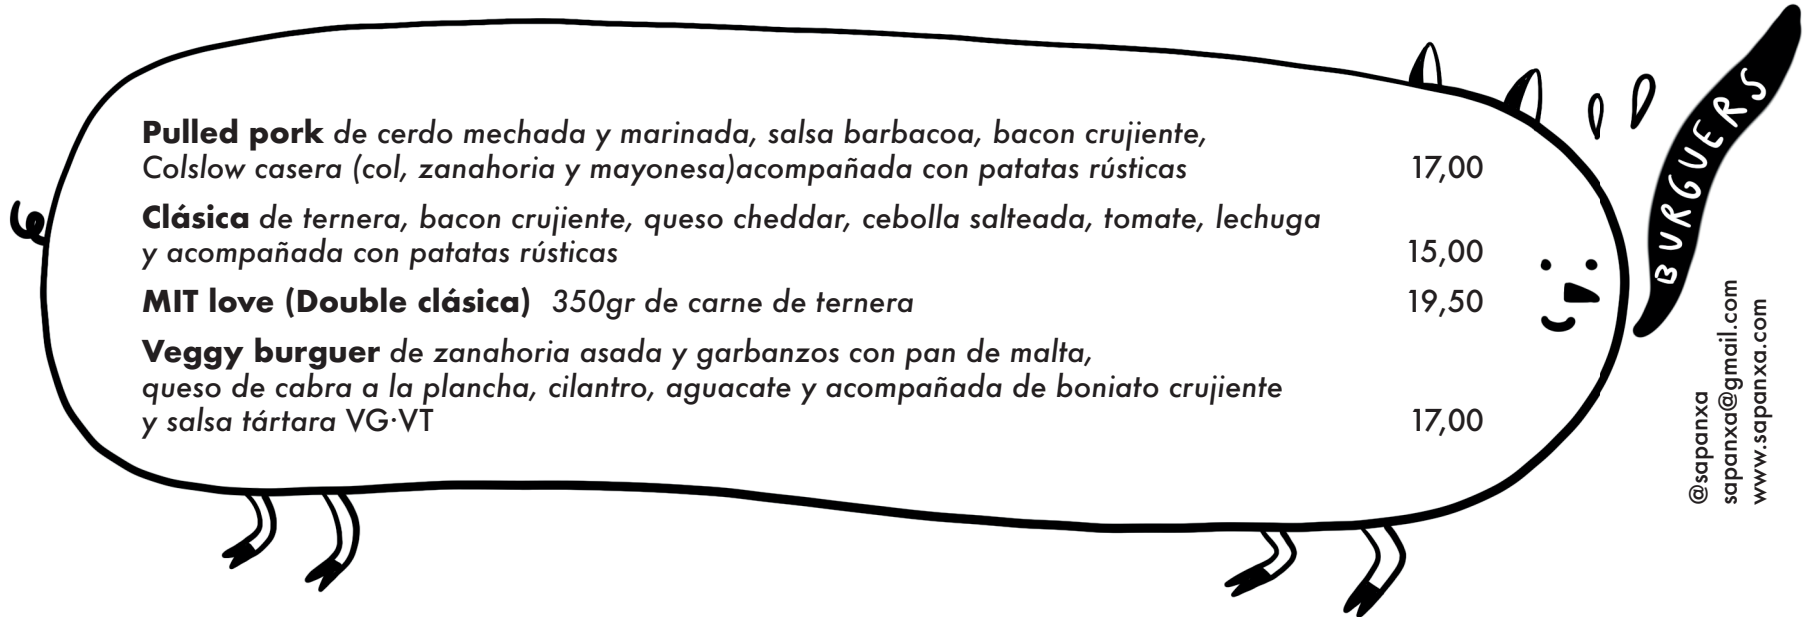 Pulled pork de cerdo mechada y marinada, salsa barbacoa, bacon crujiente,
Colslow casera (col, zanahoria y mayonesa)acompañada con patatas rústicas 17,00
Clásica de ternera, bacon crujiente, queso cheddar, cebolla salteada, tomate, lechuga
y acompañada con patatas rústicas 15,00
MIT love (Double clásica) 350gr de carne de ternera 19,50
Veggy burguer de zanahoria asada y garbanzos con pan de malta,
queso de cabra a la plancha, cilantro, aguacate y acompañada de boniato crujiente
y salsa tártara VG·VT 17,00
BURGUERS
@sapanxa
sapanxa@gmail.com
www.sapanxa.com